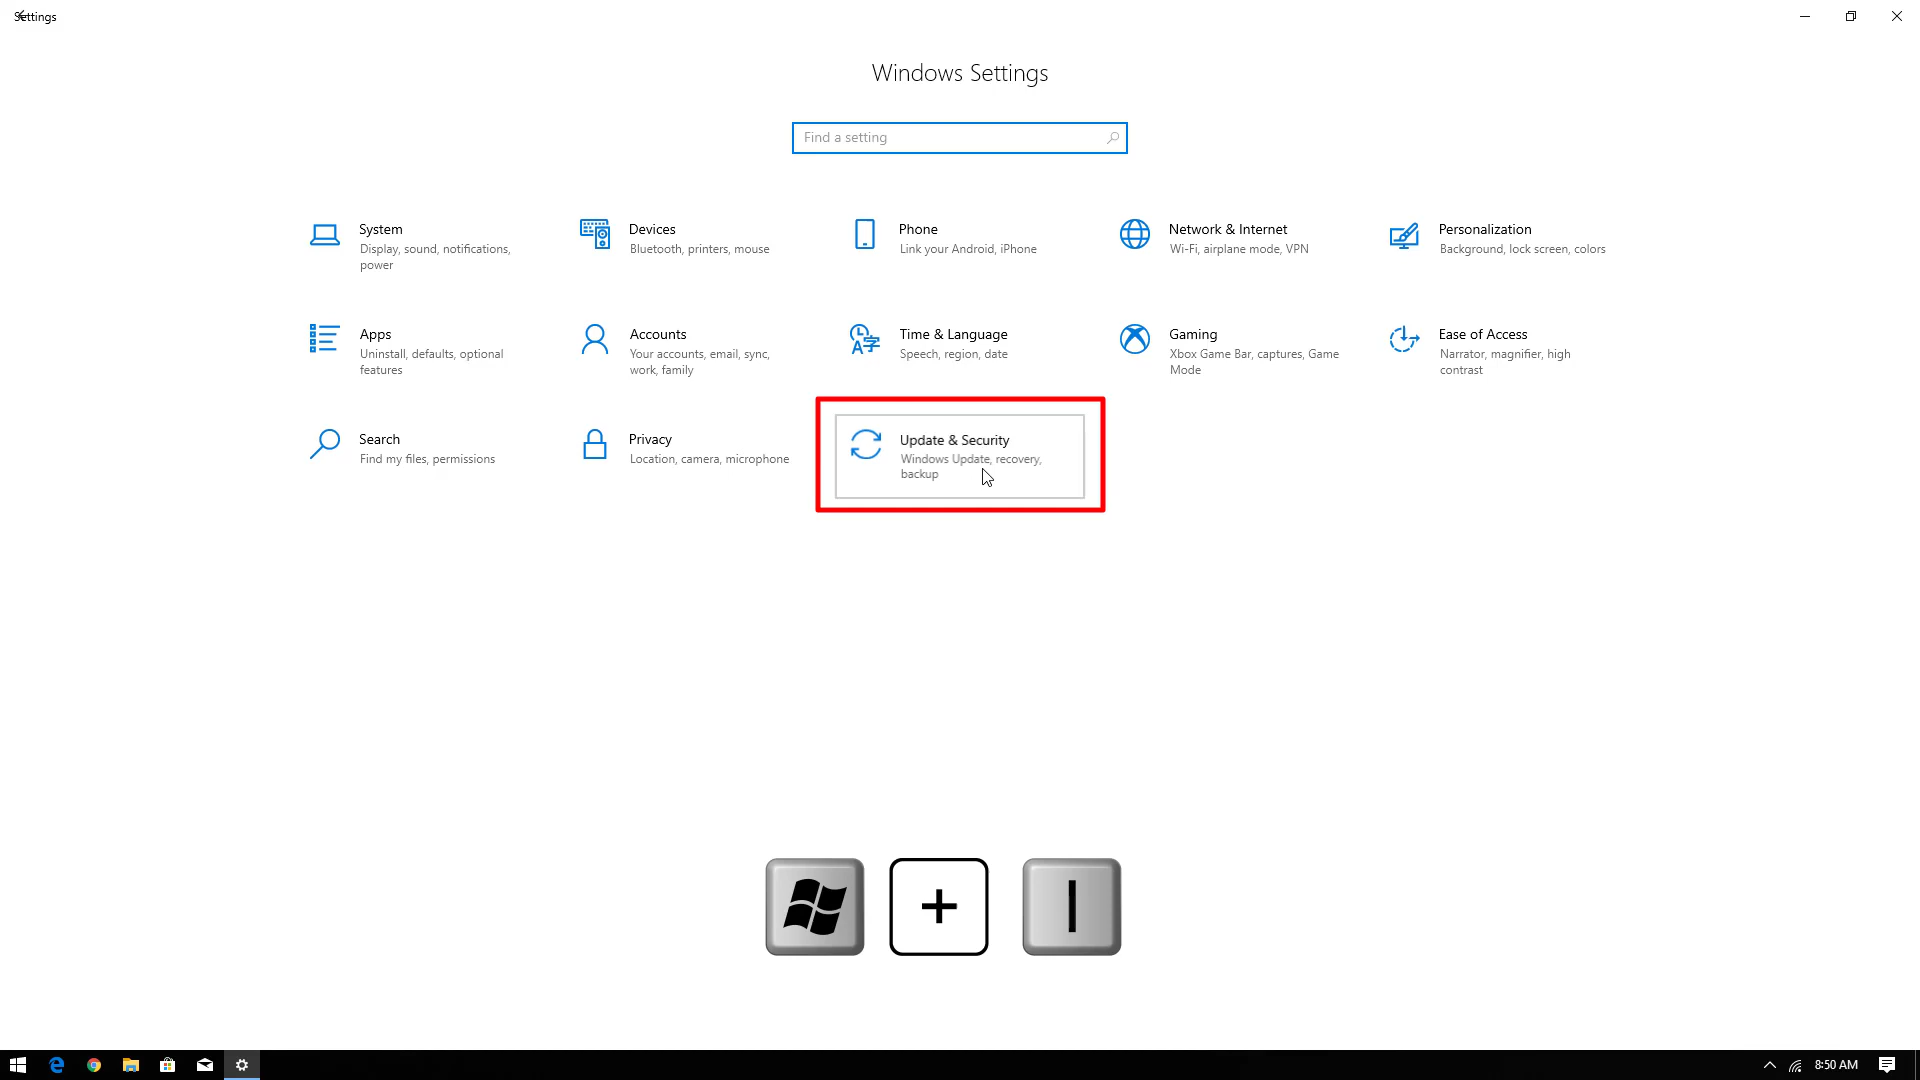 Settings
Windows Settings
Find a setting
System
Display, sound, notifications,
power
Devices
Bluetooth, printers, mouse
Phone
Link your Android, iPhone
Network & Internet
Wi-Fi, airplane mode, VPN
Personalization
Background, lock screen, colors
Apps
Uninstall, defaults, optional
features
Accounts
Your accounts, email, sync,
work, family
Time & Language
Speech, region, date
Gaming
Xbox Game Bar, captures, Game
Mode
Ease of Access
Narrator, magnifier, high
contrast
Search
Find my files, permissions
Privacy
Location, camera, microphone
Update & Security
Windows Update, recovery,
backup
+ I
8:50 AM